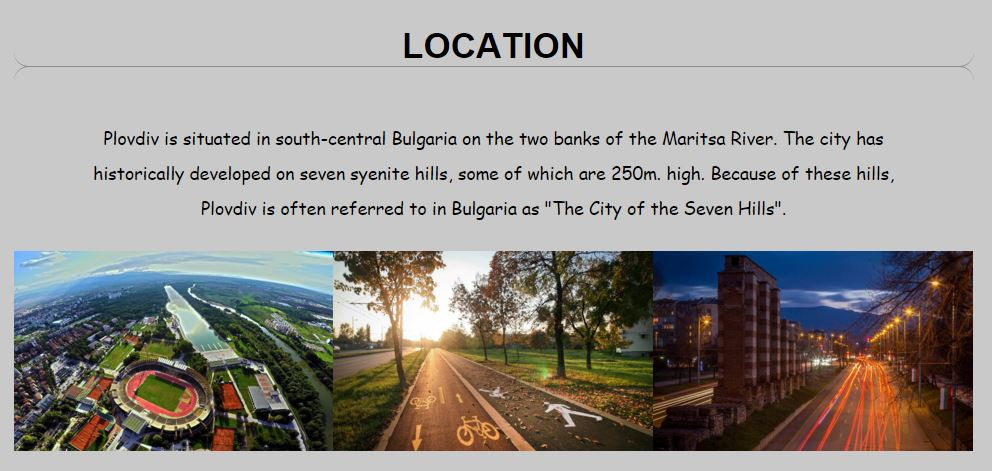 LOCATION
Plovdiv is situated in south-central Bulgaria on the two banks of the Maritsa River. The city has
historically developed on seven syenite hills, some of which are 250m. high. Because of these hills,
Plovdiv is often referred to in Bulgaria as "The City of the Seven Hills".